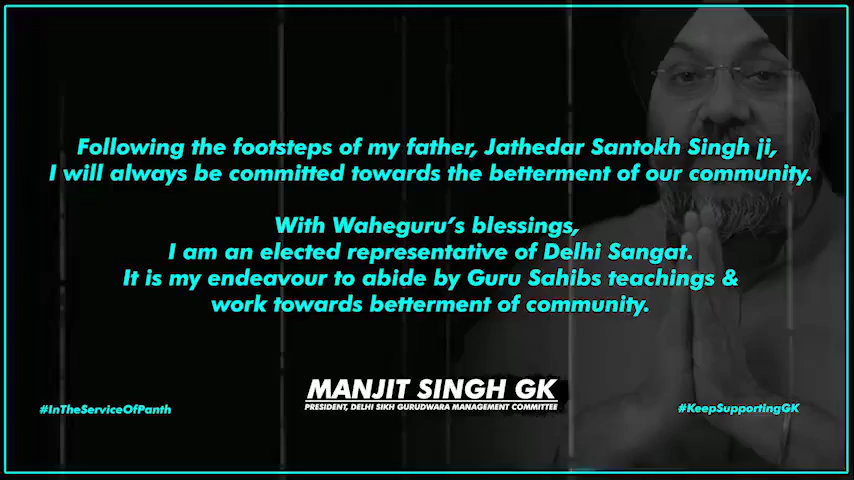 Following the footsteps of my father, Jathedar Santokh Singh ji,
I will always be committed towards the betterment of our community.
With Waheguru's blessings,
I am an elected representative of Delhi Sangat.
It is my endeavour to abide by Guru Sahibs teachings &
work towards betterment of community.
MANJIT SINGH GK
PRESIDENT, DELHI SIKH GURUDWARA MANAGEMENT COMMITTEE
#InTheServiceOfPanth
#KeepSupportingGK